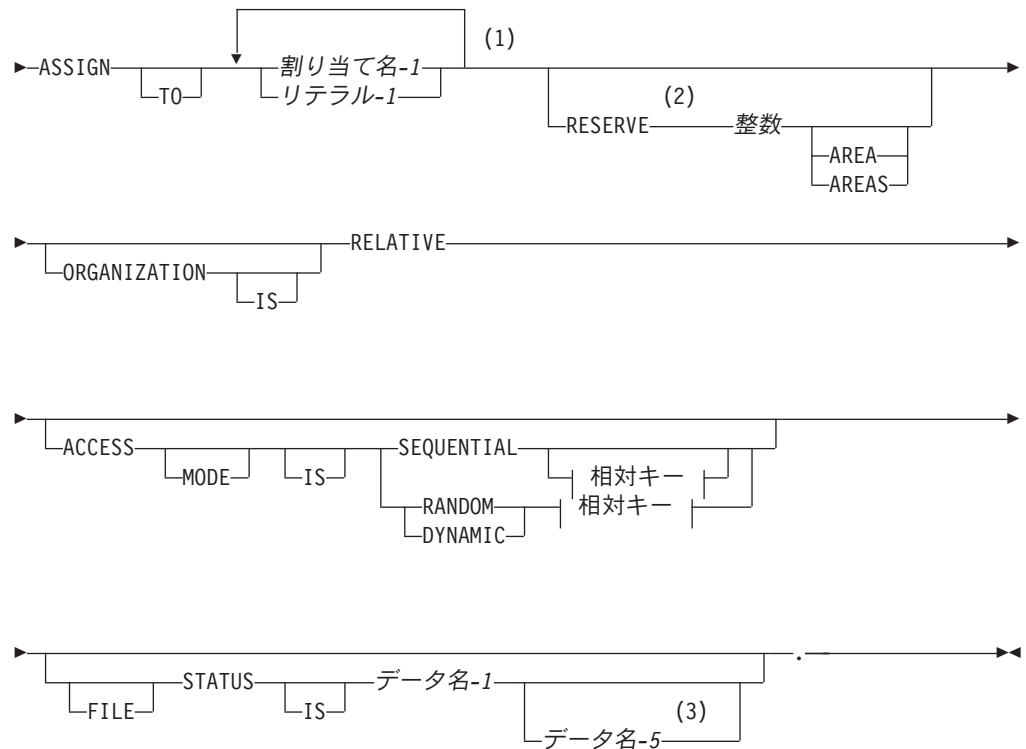 (1)
ASSIGN TO 割り当て名-1
リテラル-1
(2)
RESERVE 整数
AREA
AREAS
ORGANIZATION IS RELATIVE
ACCESS MODE IS SEQUENTIAL 相対キー
RANDOM 相対キー
DYNAMIC
FILE STATUS IS データ名-1 .
(3)
データ名-5